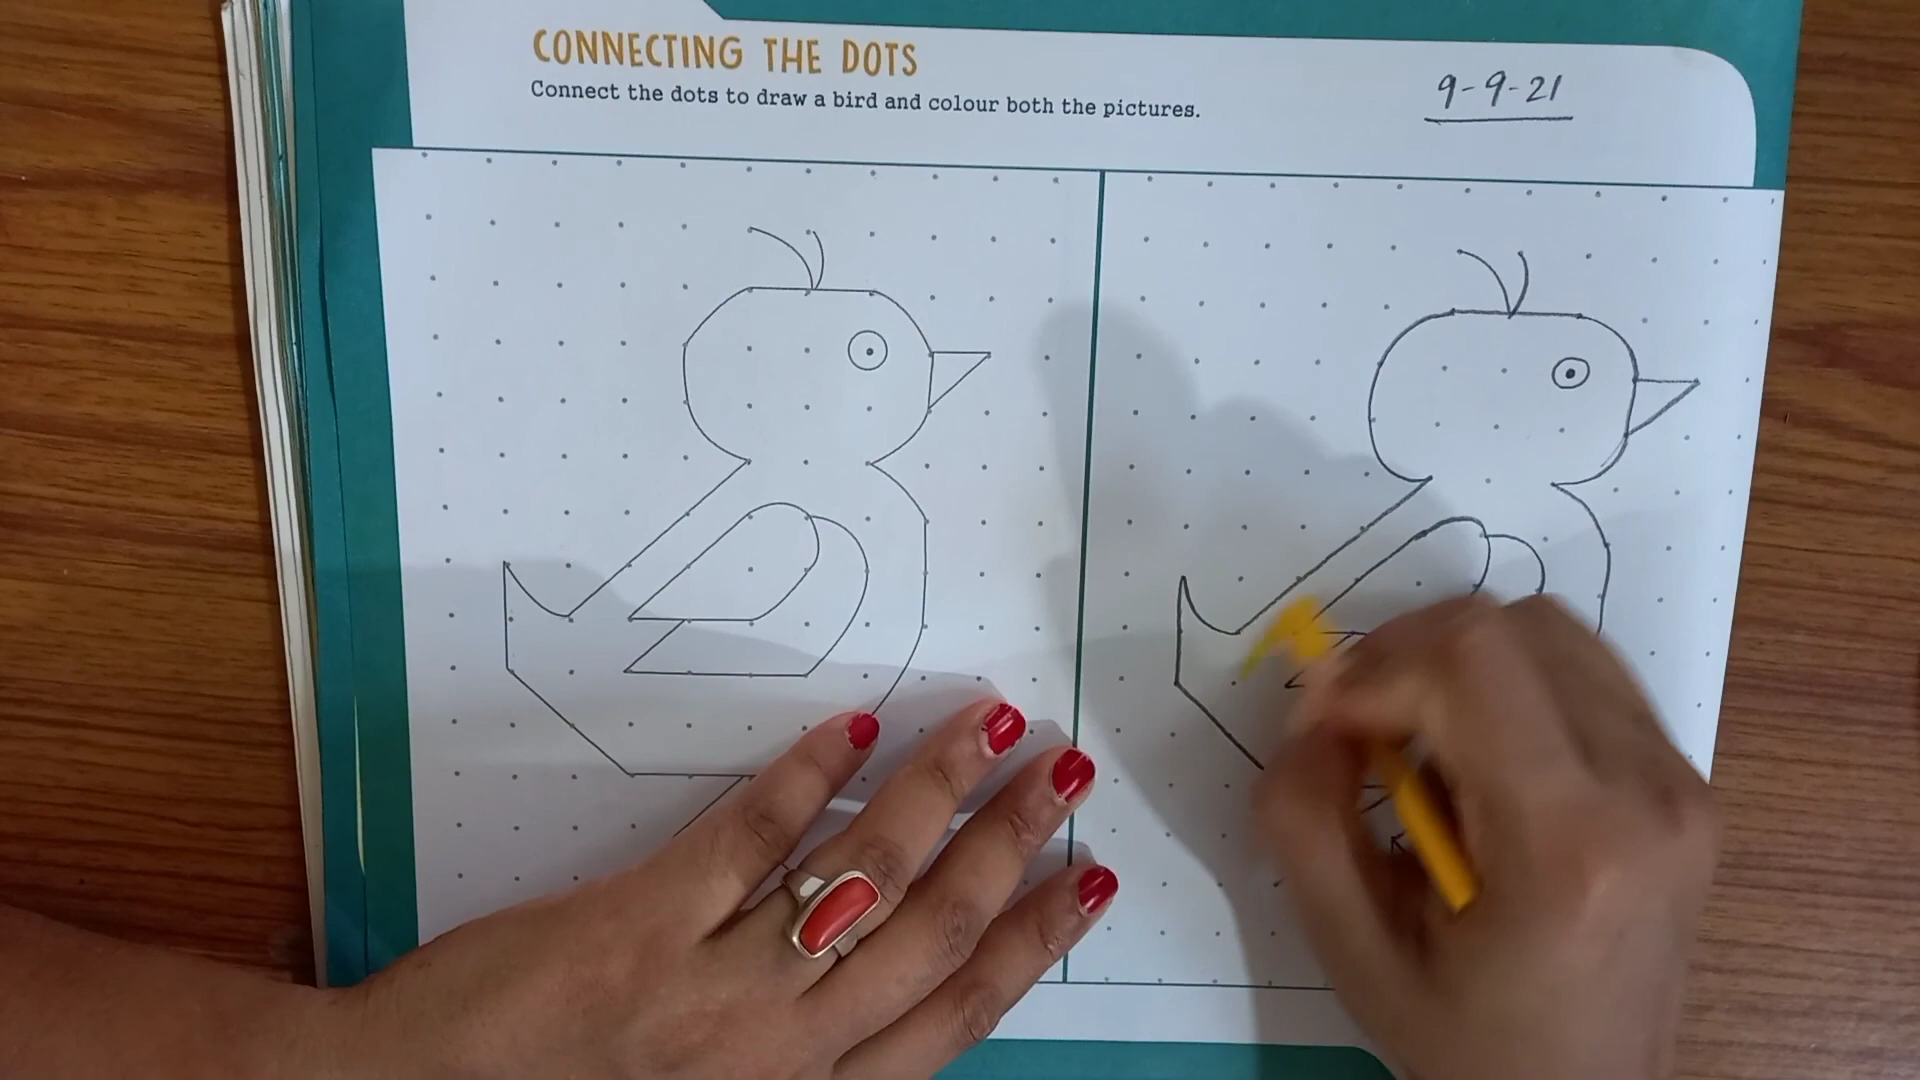 CONNECTING THE DOTS
Connect the dots to draw a bird and colour both the pictures.
9-9-21